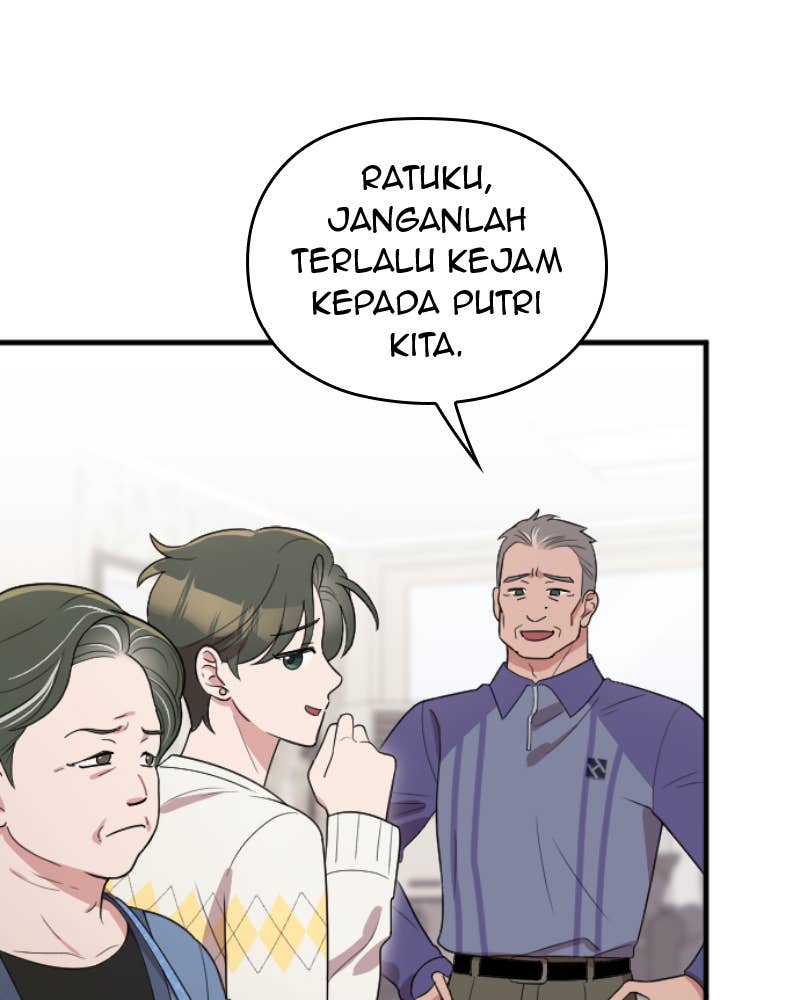 RATUKU,
JANGANLAH
TERLALU KEJAM
KEPADA PUTRI
KITA.